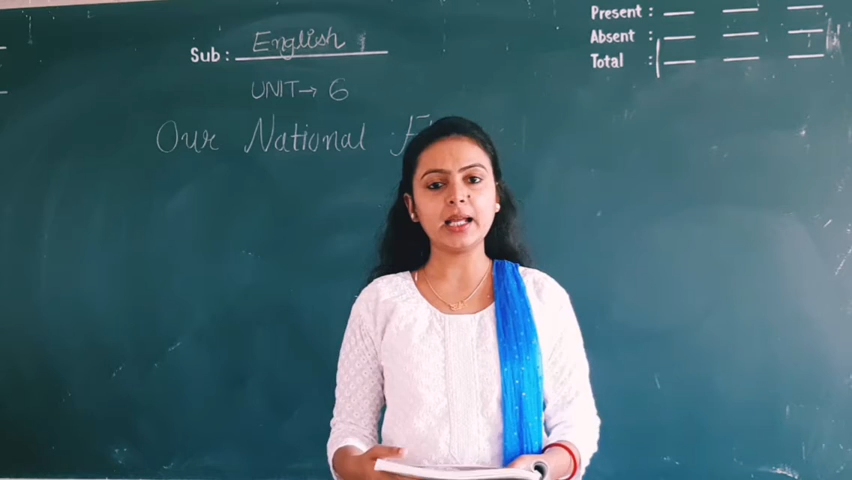 Sub: English
UNIT→ 6
Our National
Present :
Absent :
Total :